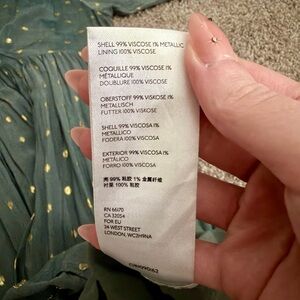 SHELL 99% VISCOSE 1% METALLIC
LINING 100% VISCOSE
COQUILLE 99% VISCOSE 1%
MÉTALLIQUE
DOUBLURE 100% VISCOSE
OBERSTOFF 99% VISKOSE 1%
METALLISCH
FUTTER 100% VISKOSE
SHELL 99% VISCOSA 1%
METALLICO
FODERA 100% VISCOSA
EXTERIOR 99% VISCOSA 1%
METÁLICO
FORRO 100% VISCOSA
壳 99% 粘胶 1% 金属纤维
衬里 100% 粘胶
RN 66170
CA 32054
FOR EU
24 WEST STREET
LONDON, WC2H9NA